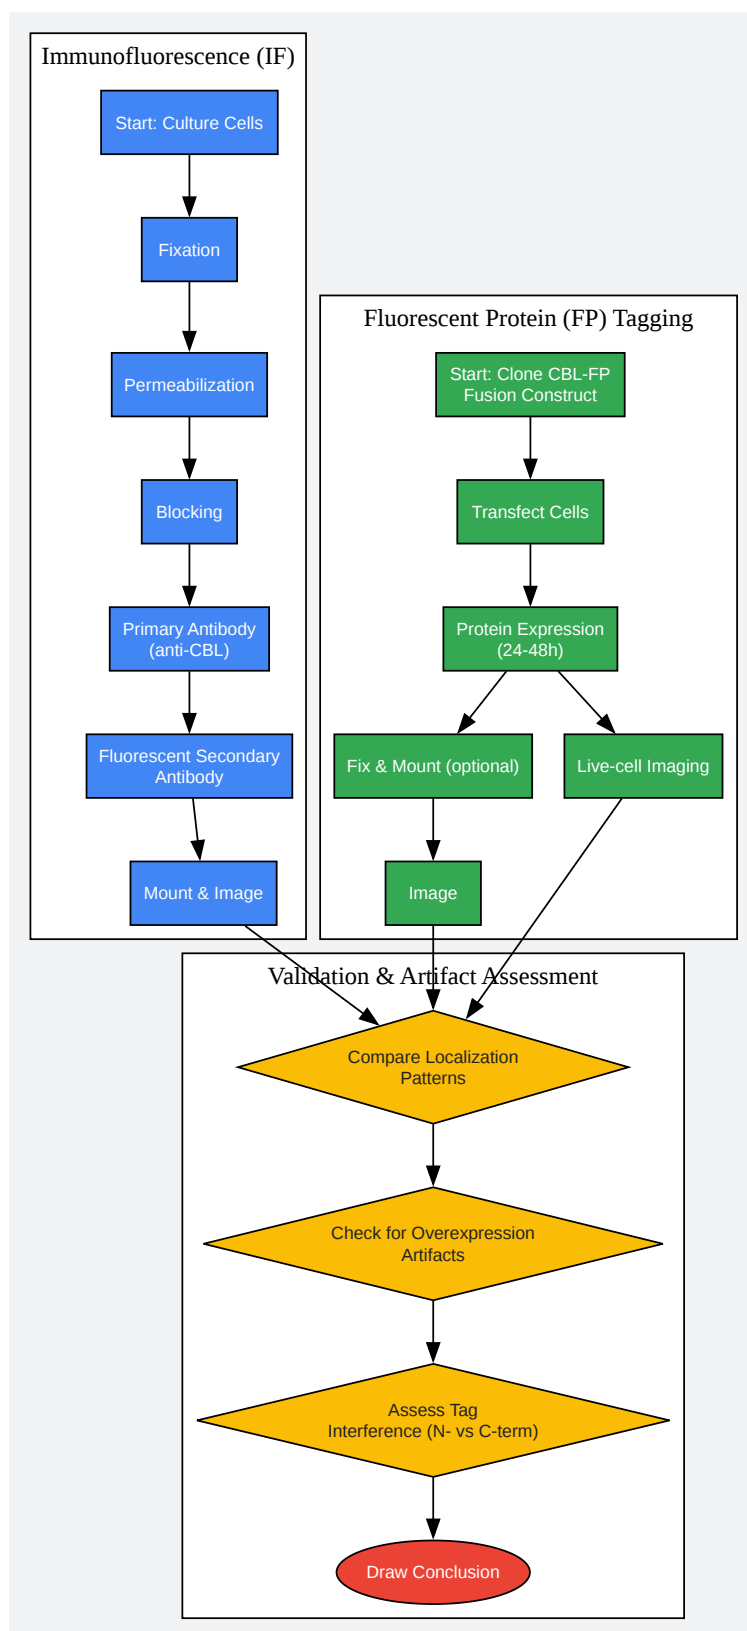 Immunofluorescence (IF)
Start: Culture Cells
Fixation
Permeabilization
Blocking
Primary Antibody
(anti-CBL)
Fluorescent Secondary
Antibody
Mount & Image
Fluorescent Protein (FP) Tagging
Start: Clone CBL-FP
Fusion Construct
Transfect Cells
Protein Expression
(24-48h)
Fix & Mount (optional)
Live-cell Imaging
Image
Validation & Artifact Assessment
Compare Localization
Patterns
Check for Overexpression
Artifacts
Assess Tag
Interference (N- vs C-term)
Draw Conclusion